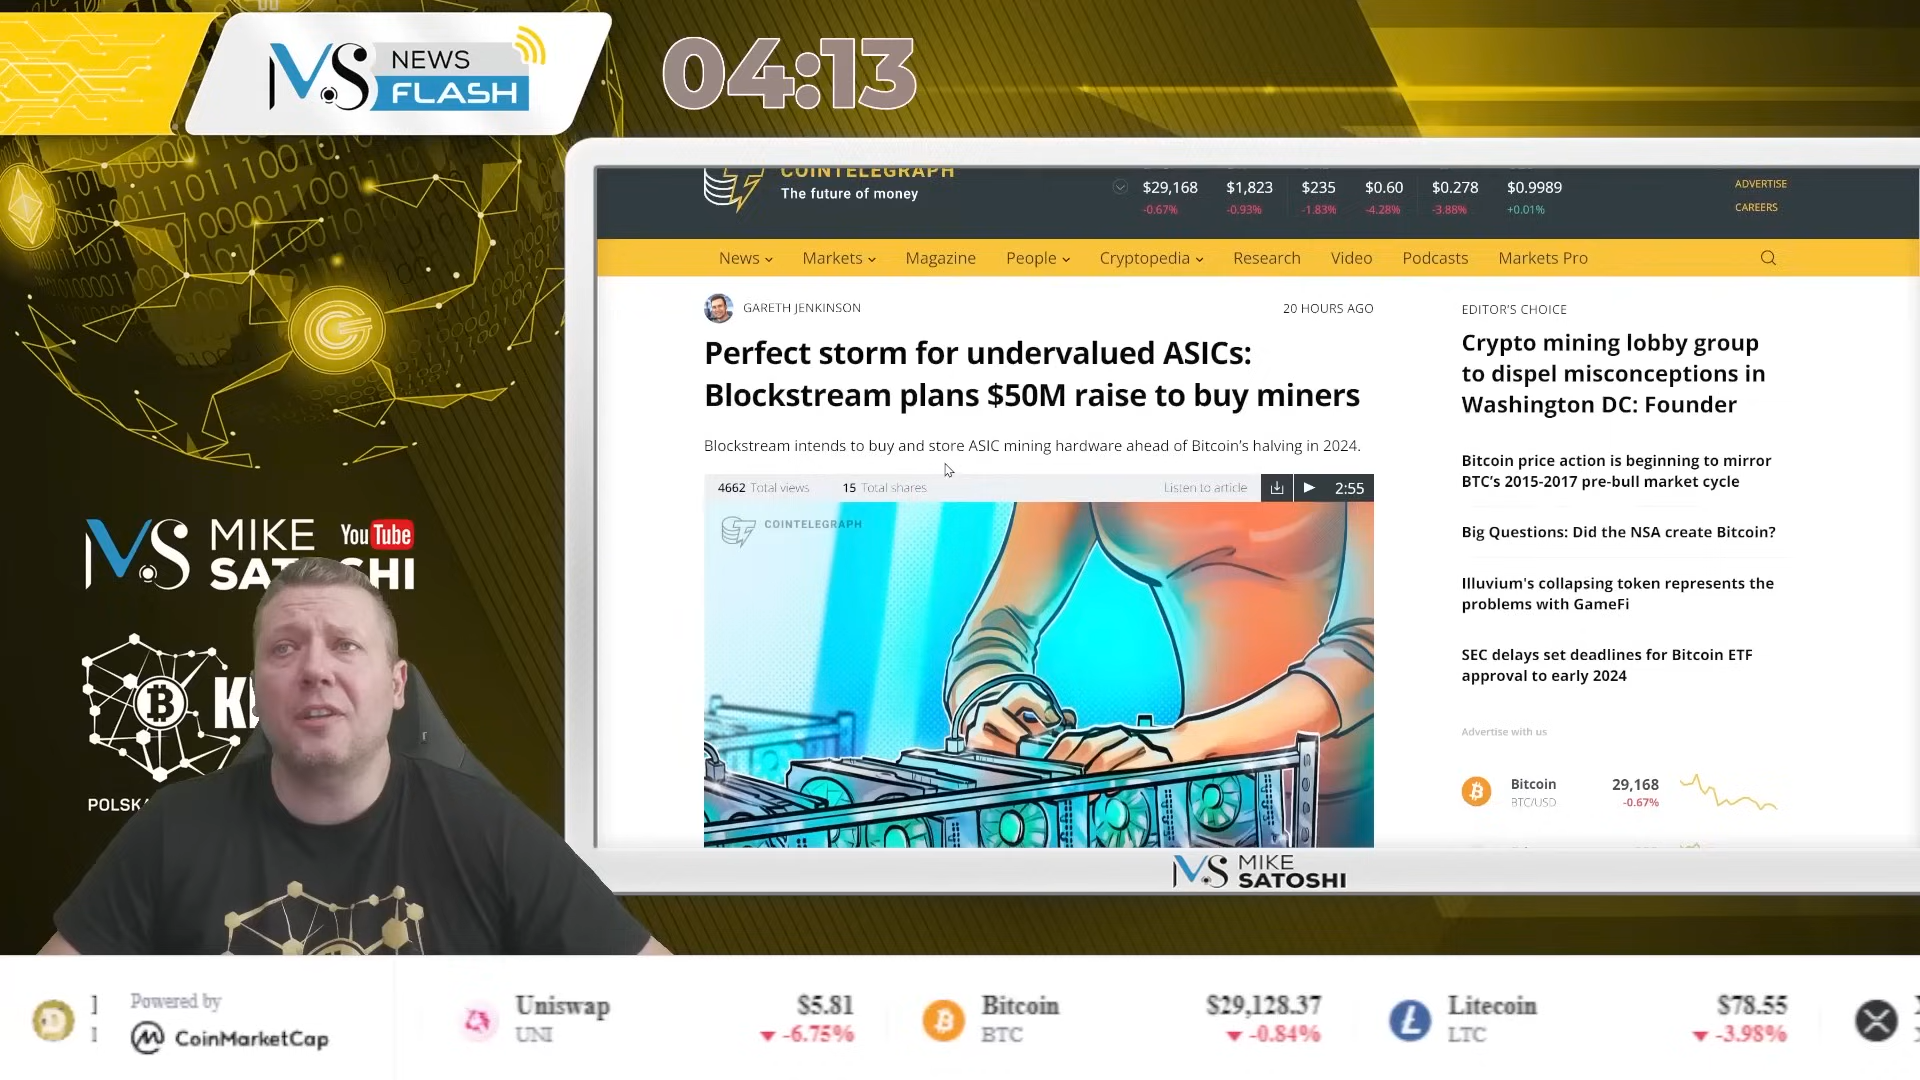 MS NEWS
FLASH
04:13
COINTELEGRAPH
The future of money
$29,168 $1,823 $235 $0.60 $0.278 $0.9989
-0.67% -0.93% -1.83% -4.28% -3.88% +0.01%
ADVERTISE
CAREERS
News Markets Magazine People Cryptopedia Research Video Podcasts Markets Pro
GARETH JENKINSON 20 HOURS AGO
Perfect storm for undervalued ASICs:
Blockstream plans $50M raise to buy miners
Blockstream intends to buy and store ASIC mining hardware ahead of Bitcoin's halving in 2024.
4662 Total views 15 Total shares Listen to article 2:55
COINTELEGRAPH
EDITOR'S CHOICE
Crypto mining lobby group
to dispel misconceptions in
Washington DC: Founder
Bitcoin price action is beginning to mirror
BTC's 2015-2017 pre-bull market cycle
Big Questions: Did the NSA create Bitcoin?
Illuvium's collapsing token represents the
problems with GameFi
SEC delays set deadlines for Bitcoin ETF
approval to early 2024
Advertise with us
Bitcoin 29,168
BTC/USD -0.67%
MS MIKE
SATOSHI
MS MIKE YouTube
POLSKA
Powered by
CoinMarketCap
Uniswap $5.81
UNI -6.75%
Bitcoin $29,128.37
BTC -0.84%
Litecoin $78.55
LTC -3.98%